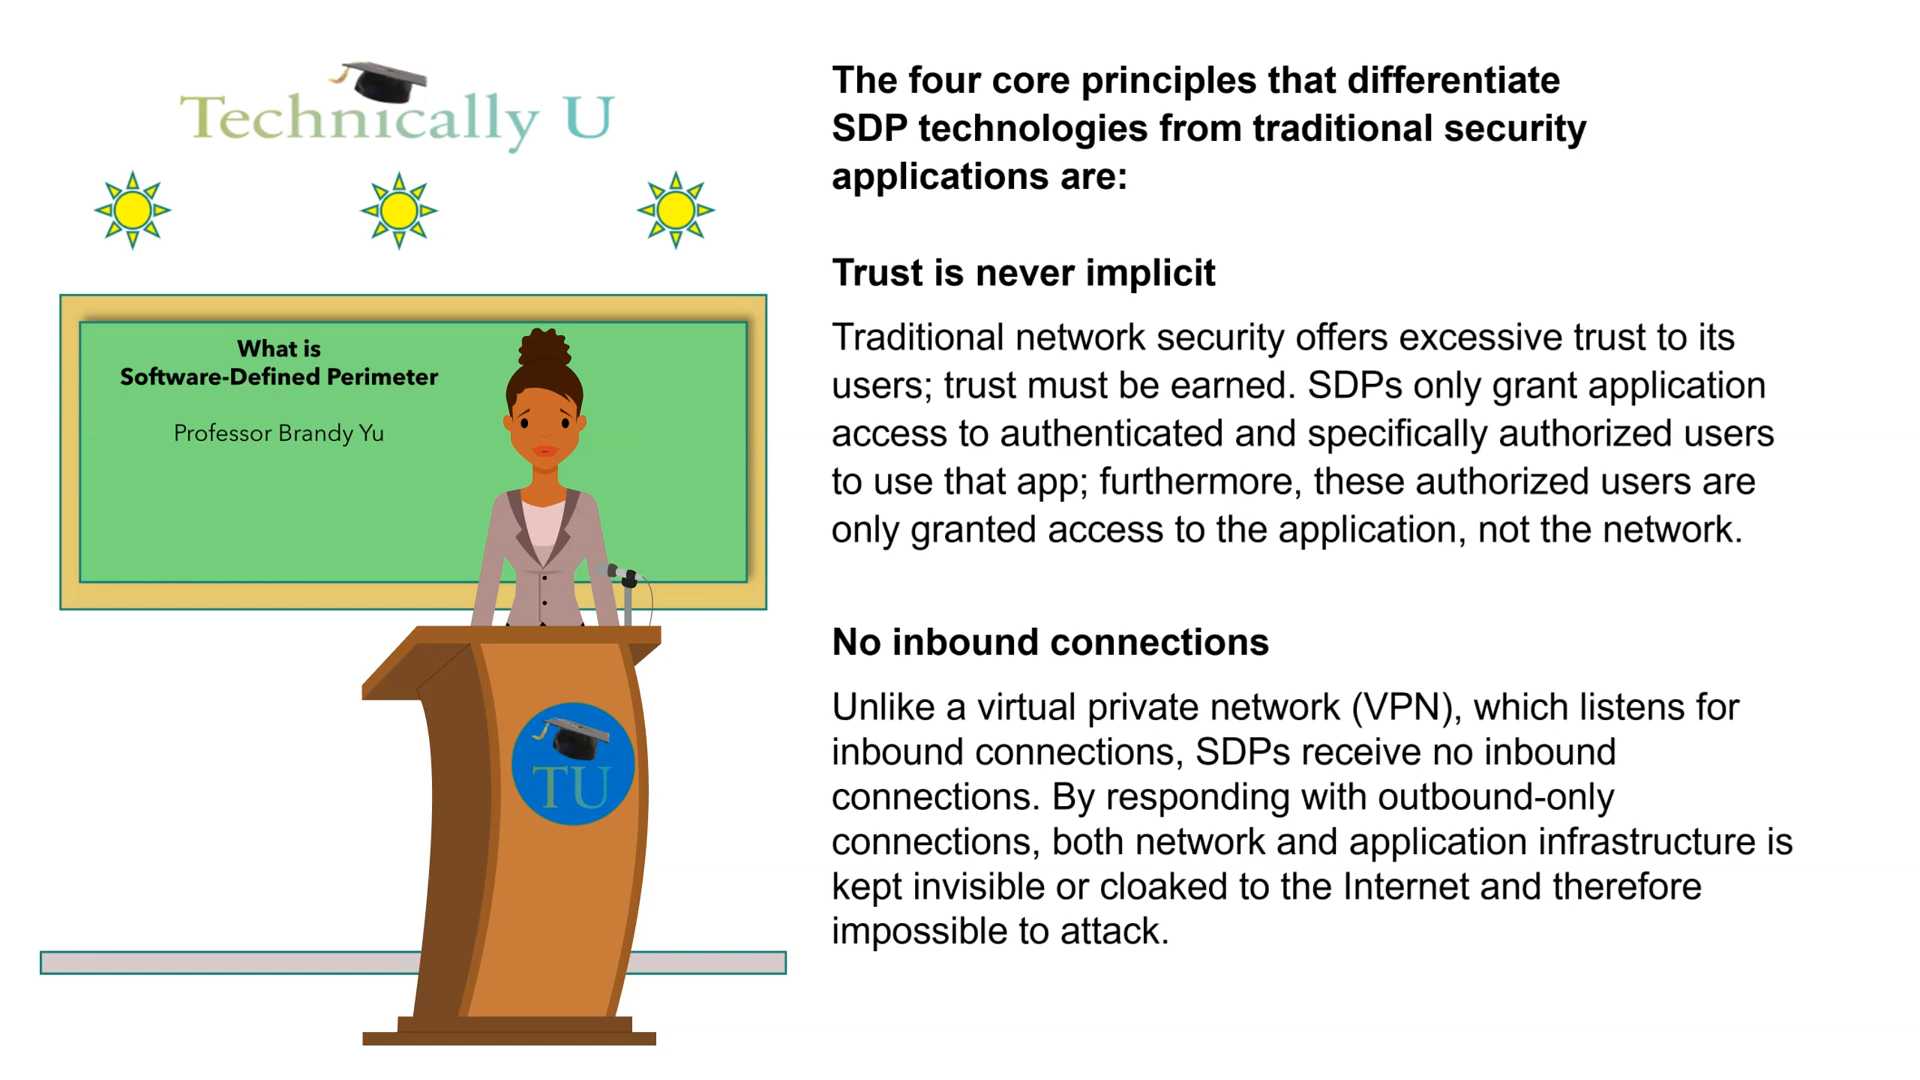 Technically U
What is
Software-Defined Perimeter
Professor Brandy Yu
TU
The four core principles that differentiate
SDP technologies from traditional security
applications are:
Trust is never implicit
Traditional network security offers excessive trust to its
users; trust must be earned. SDPs only grant application
access to authenticated and specifically authorized users
to use that app; furthermore, these authorized users are
only granted access to the application, not the network.
No inbound connections
Unlike a virtual private network (VPN), which listens for
inbound connections, SDPs receive no inbound
connections. By responding with outbound-only
connections, both network and application infrastructure is
kept invisible or cloaked to the Internet and therefore
impossible to attack.